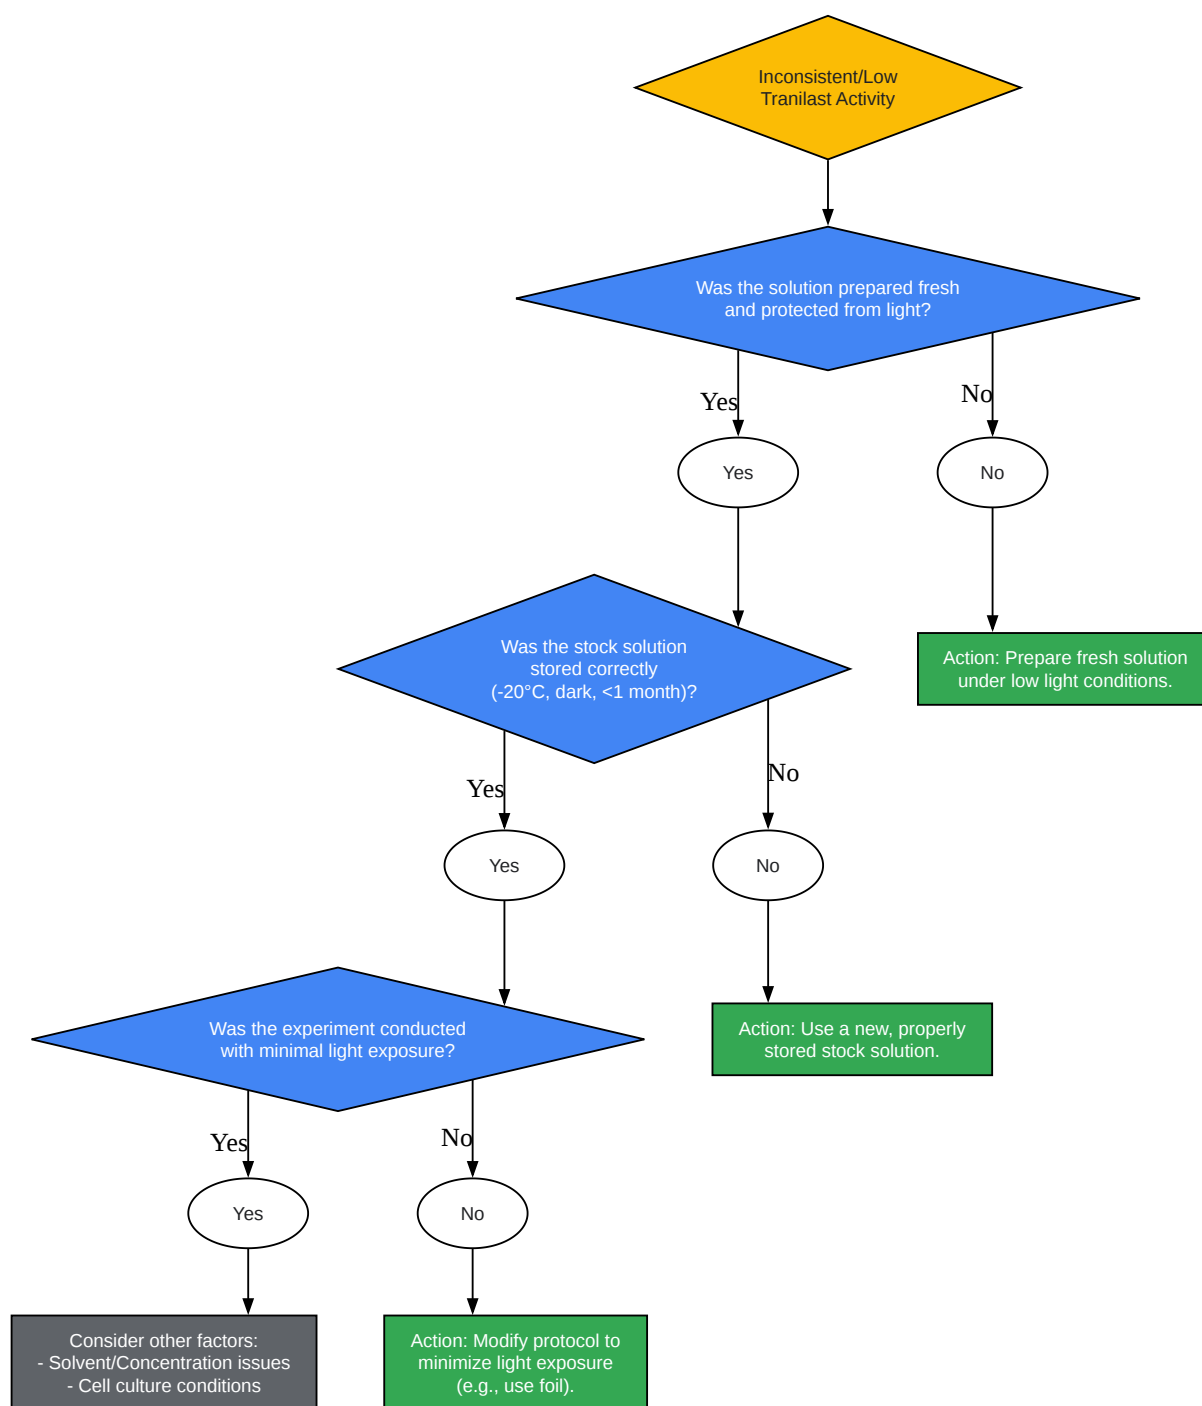 Inconsistent/Low
Tranilast Activity
Was the solution prepared fresh
and protected from light?
Yes
No
Yes
No
Was the stock solution
stored correctly
(-20°C, dark, <1 month)?
Action: Prepare fresh solution
under low light conditions.
Yes
No
Yes
No
Was the experiment conducted
with minimal light exposure?
Action: Use a new, properly
stored stock solution.
Yes
No
Yes
No
Consider other factors:
- Solvent/Concentration issues
- Cell culture conditions
Action: Modify protocol to
minimize light exposure
(e.g., use foil).